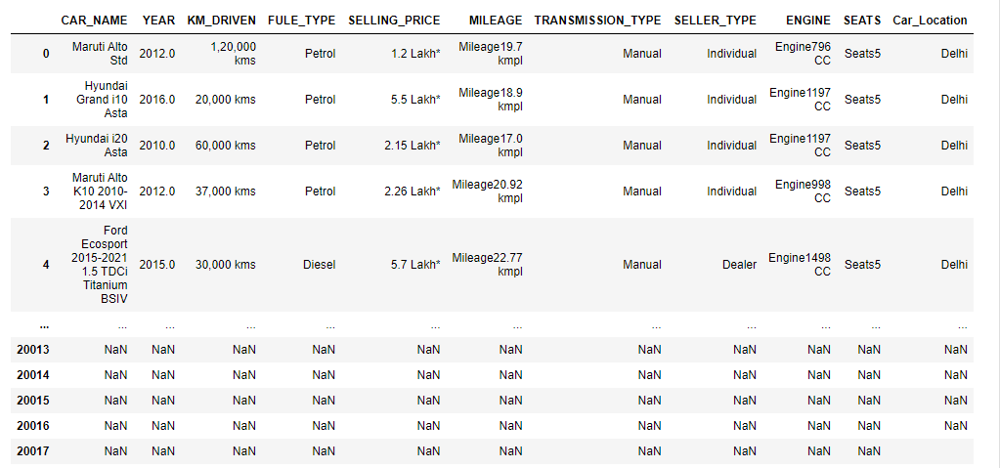 CAR_NAME YEAR KM_DRIVEN FULE_TYPE SELLING_PRICE MILEAGE TRANSMISSION_TYPE SELLER_TYPE ENGINE SEATS Car_Location
0 Maruti Alto Std 2012.0 1,20,000 kms Petrol 1.2 Lakh* Mileage19.7 kmpl Manual Individual Engine796 CC Seats5 Delhi
1 Hyundai Grand i10 Asta 2016.0 20,000 kms Petrol 5.5 Lakh* Mileage18.9 kmpl Manual Individual Engine1197 CC Seats5 Delhi
2 Hyundai i20 Asta 2010.0 60,000 kms Petrol 2.15 Lakh* Mileage17.0 kmpl Manual Individual Engine1197 CC Seats5 Delhi
3 Maruti Alto K10 2010-2014 VXI 2012.0 37,000 kms Petrol 2.26 Lakh* Mileage20.92 kmpl Manual Individual Engine998 CC Seats5 Delhi
4 Ford Ecosport 2015-2021 1.5 TDCi Titanium BSIV 2015.0 30,000 kms Diesel 5.7 Lakh* Mileage22.77 kmpl Manual Dealer Engine1498 CC Seats5 Delhi
... ... ... ... ... ... ... ... ... ... ... ...
20013 NaN NaN NaN NaN NaN NaN NaN NaN NaN NaN NaN
20014 NaN NaN NaN NaN NaN NaN NaN NaN NaN NaN NaN
20015 NaN NaN NaN NaN NaN NaN NaN NaN NaN NaN NaN
20016 NaN NaN NaN NaN NaN NaN NaN NaN NaN NaN NaN
20017 NaN NaN NaN NaN NaN NaN NaN NaN NaN NaN